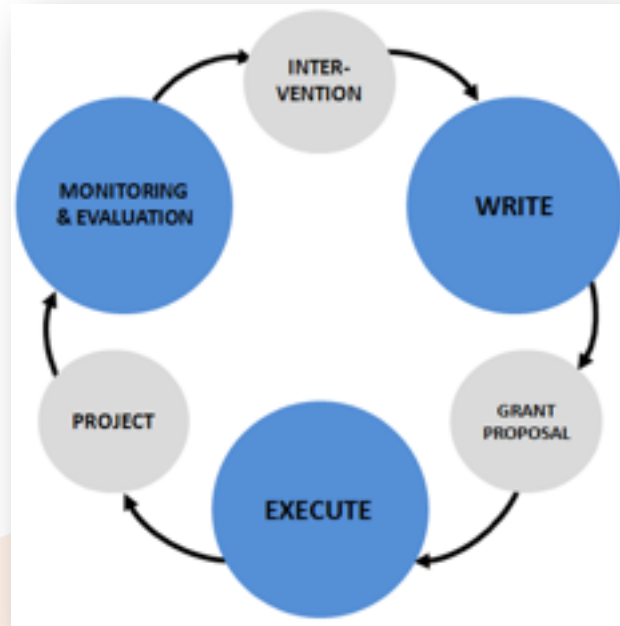 INTER-
VENTION
WRITE
GRANT
PROPOSAL
EXECUTE
PROJECT
MONITORING
& EVALUATION